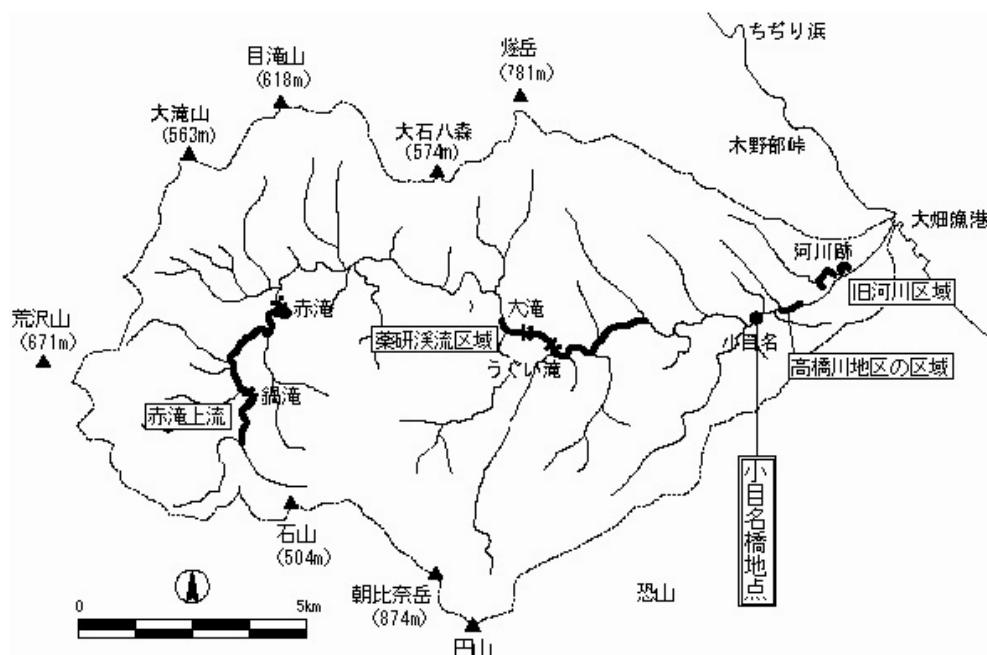 ちぢり浜
目滝山
(618m)
燧岳
(781m)
大滝山
(563m)
大石八森
(574m)
木野部峠
大畑漁港
河川跡
旧河川区域
赤滝
六滝
荒沢山
(671m)
薬研渓流区域
小目名
うぐい滝
高橋川地区の区域
鍋滝
赤滝上流
小目名橋地点
石山
(504m)
朝比奈岳
(874m)
恐山
円山
0
5km